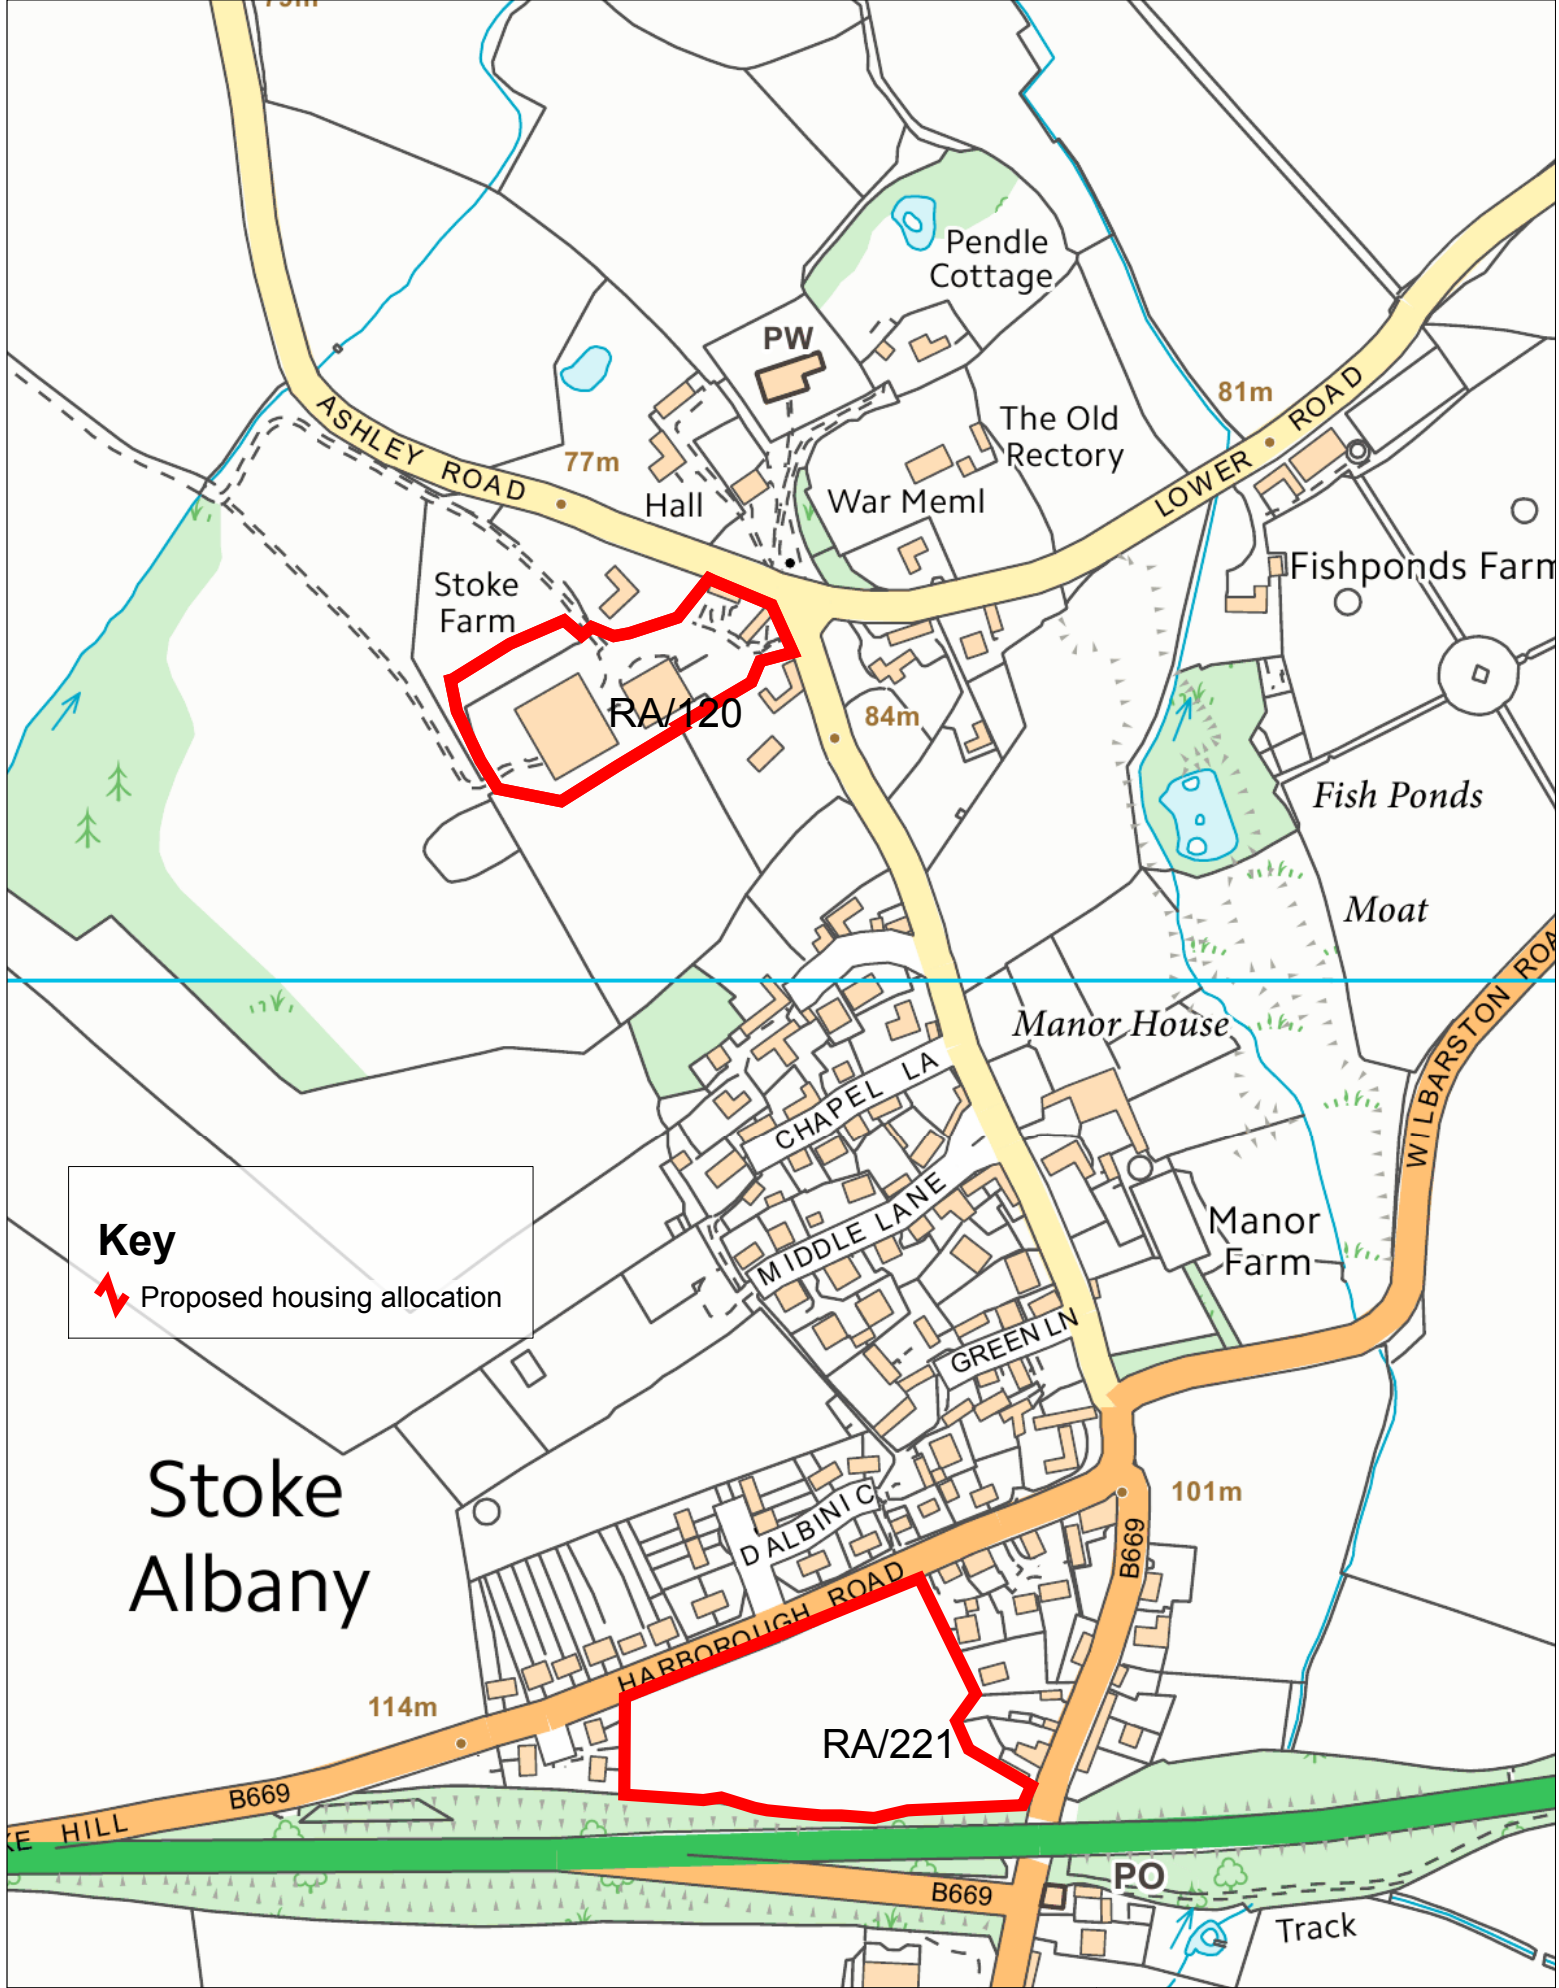 Pendle
Cottage
PW
81m
ASHLEY ROAD
The Old
Rectory
LOWER ROAD
77m
Hall
War Meml
Fishponds Farm
Stoke
Farm
RA/120
84m
Fish Ponds
Moat
WILBARSTON ROA
Manor House
CHAPEL LA
MIDDLE LANE
Manor
Farm
Key
Proposed housing allocation
GREEN LN
Stoke
Albany
101m
D ALBINI C
B669
HARBOROUGH ROAD
114m
RA/221
B669
KE HILL
PO
B669
Track